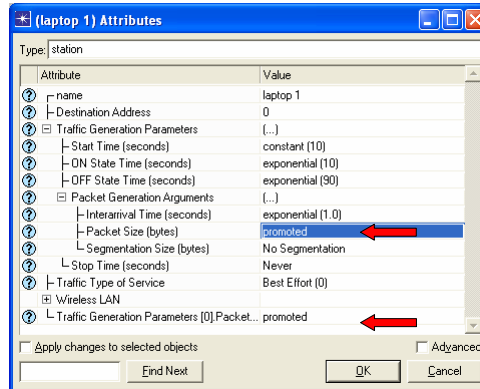 (laptop 1) Attributes
Type: station
Attribute Value
name laptop 1
Destination Address 0
Traffic Generation Parameters (...)
Start Time (seconds) constant (10)
ON State Time (seconds) exponential (10)
OFF State Time (seconds) exponential (90)
Packet Generation Arguments (...)
Interarrival Time (seconds) exponential (1.0)
Packet Size (bytes) promoted
Segmentation Size (bytes) No Segmentation
Stop Time (seconds) Never
Traffic Type of Service Best Effort (0)
Wireless LAN
Traffic Generation Parameters [0].Packet... promoted
Apply changes to selected objects Advanced
Find Next OK Cancel